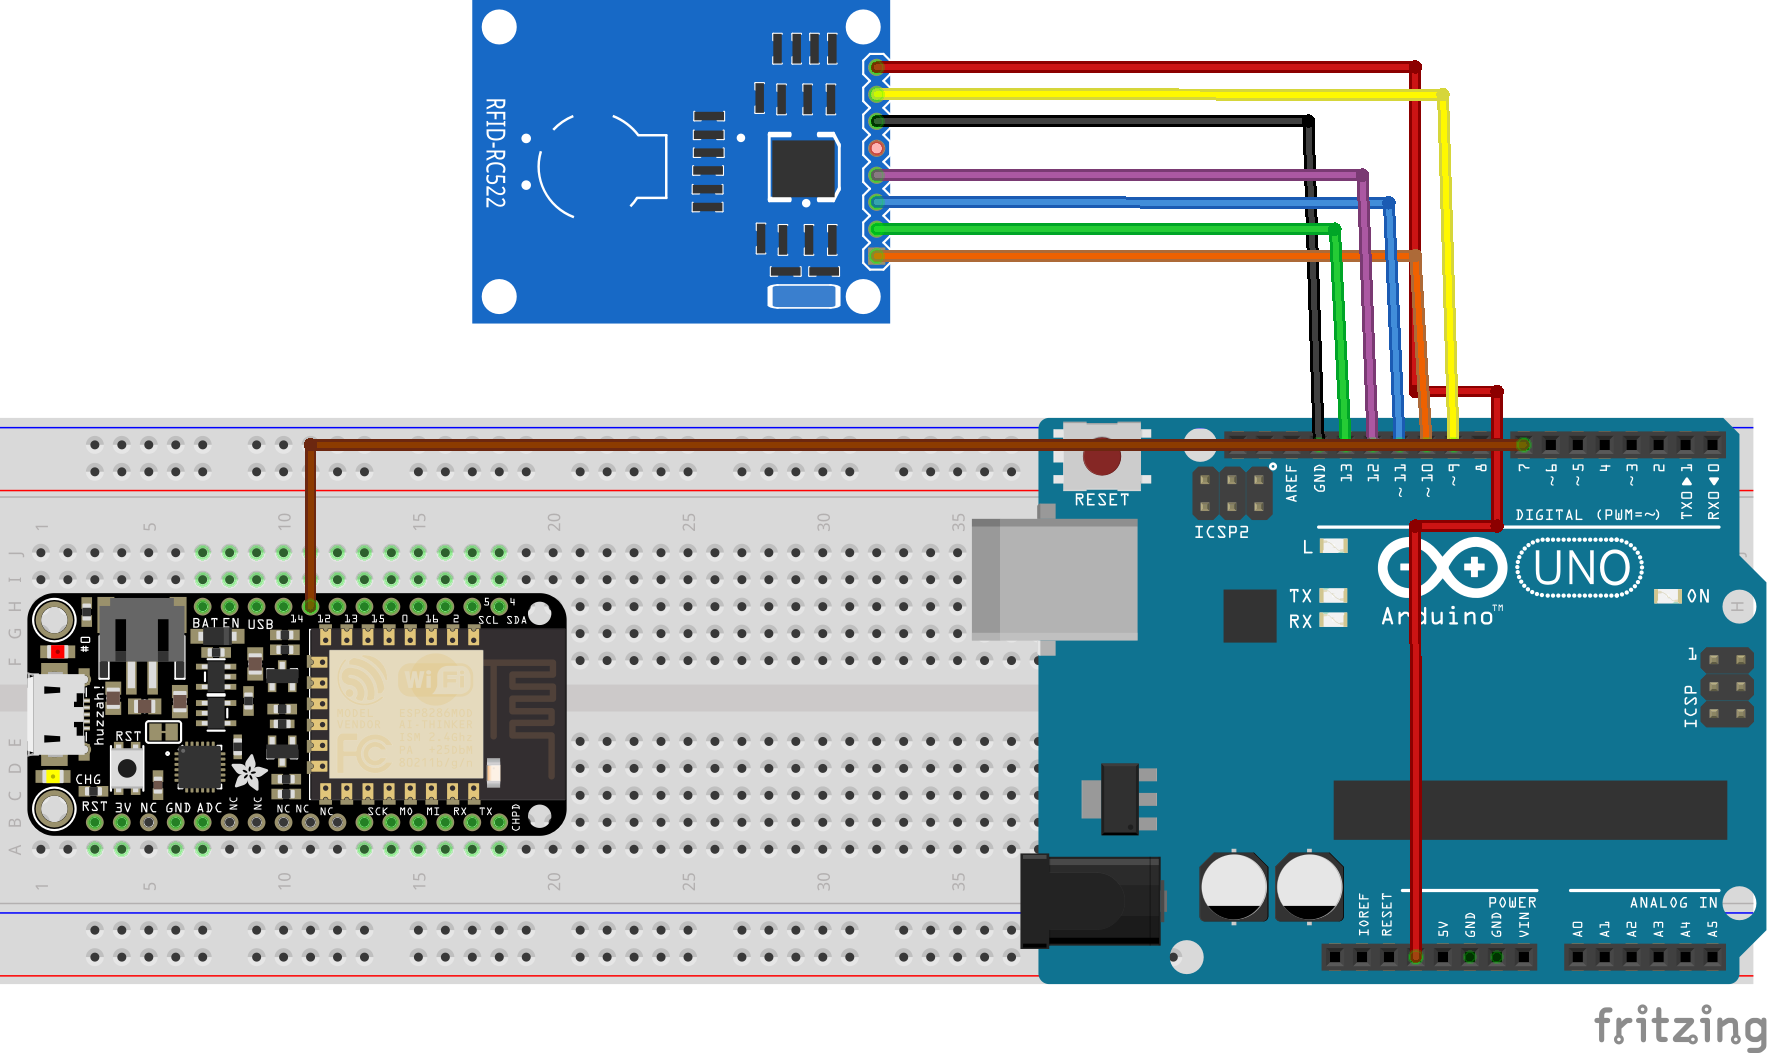 RFID-RC522
RESET
ICSP2
AREF
GND
13
12
~11
~10
~9
8
7
~6
~5
4
~3
2
TX0 1
RX0 0
DIGITAL (PWM=~)
L
TX
RX
UNO
Arduino™
ON
1
ICSP
POWER
ANALOG IN
IOREF
RESET
5V
GND
GND
VIN
A0
A1
A2
A3
A4
A5
1
5
10
15
20
25
30
35
J
I
H
G
F
E
D
C
B
A
H
BAT EN USB
14 12 13 15 0 16 2 SCL SDA
5 4
#0
huzzah!
RST
CHG
WiFi
FC
RST 3V NC GND ADC NC NC NC NC NC SCK MO MI RX TX CHPD
1
5
10
15
20
25
30
35
fritzing